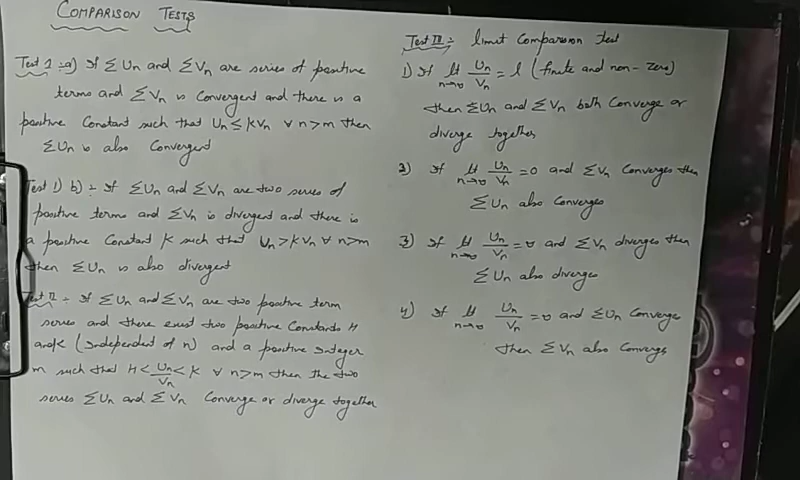 COMPARISON TESTS
Test 1 :- a) If ΣUn and ΣVn are series of positive
terms and ΣVn is Convergent and there is a
positive Constant such that Un ≤ kVn ∀ n>m then
ΣUn is also Convergent
Test 1) b) :- If ΣUn and ΣVn are two series of
positive terms and ΣVn is divergent and there is
a positive Constant K such that Un > kVn ∀ n>m
then ΣUn is also divergent
Test II :- If ΣUn and ΣVn are two positive term
series and there exist two positive Constants H
and K (Independent of n) and a positive Integer
m such that H < Un/Vn < K ∀ n>m then the two
series ΣUn and ΣVn Converge or diverge together
Test III :- limit Comparison test
1) If lt n→∞ Un/Vn = l (finite and non-zero)
then ΣUn and ΣVn both Converge or
diverge together
2) If lt n→∞ Un/Vn = 0 and ΣVn Converges then
ΣUn also Converges
3) If lt n→∞ Un/Vn = ∞ and ΣVn diverges then
ΣUn also diverges
4) If lt n→∞ Un/Vn = ∞ and ΣUn Converge
then ΣVn also Converges